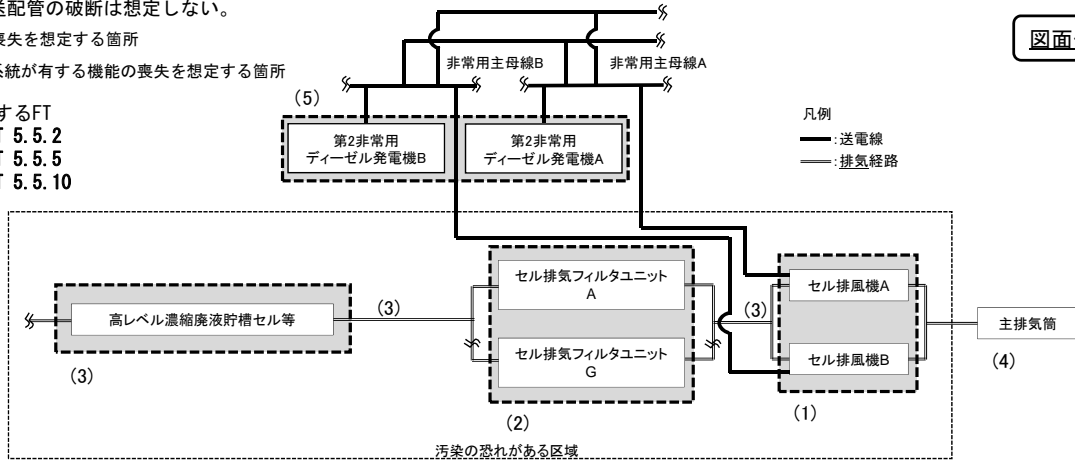 送配管の破断は想定しない。
喪失を想定する箇所
系統が有する機能の喪失を想定する箇所
するFT
5.5.2
5.5.5
5.5.10
図面
凡例
:送電線
:排気経路
非常用主母線B
非常用主母線A
(5)
第2非常用
ディーゼル発電機B
第2非常用
ディーゼル発電機A
高レベル濃縮廃液貯槽セル等
(3)
(3)
セル排気フィルタユニット
A
セル排気フィルタユニット
G
(2)
(3)
セル排風機A
セル排風機B
(1)
主排気筒
(4)
汚染の恐れがある区域